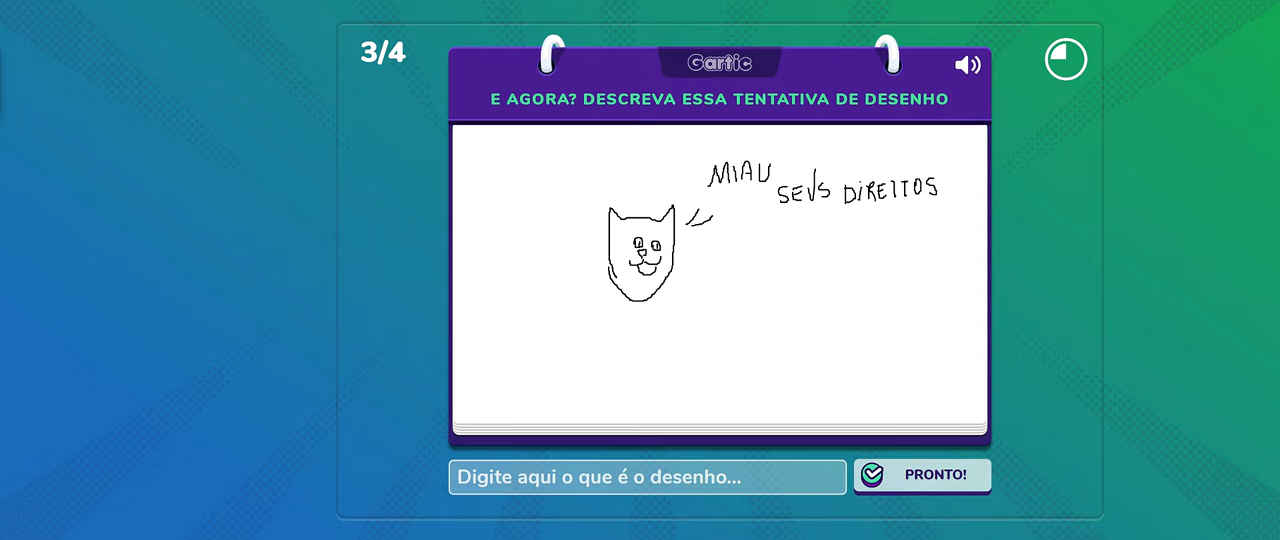 3/4
Gartic
E AGORA? DESCREVA ESSA TENTATIVA DE DESENHO
MIAU
SEUS DIREITOS
Digite aqui o que é o desenho...
PRONTO!